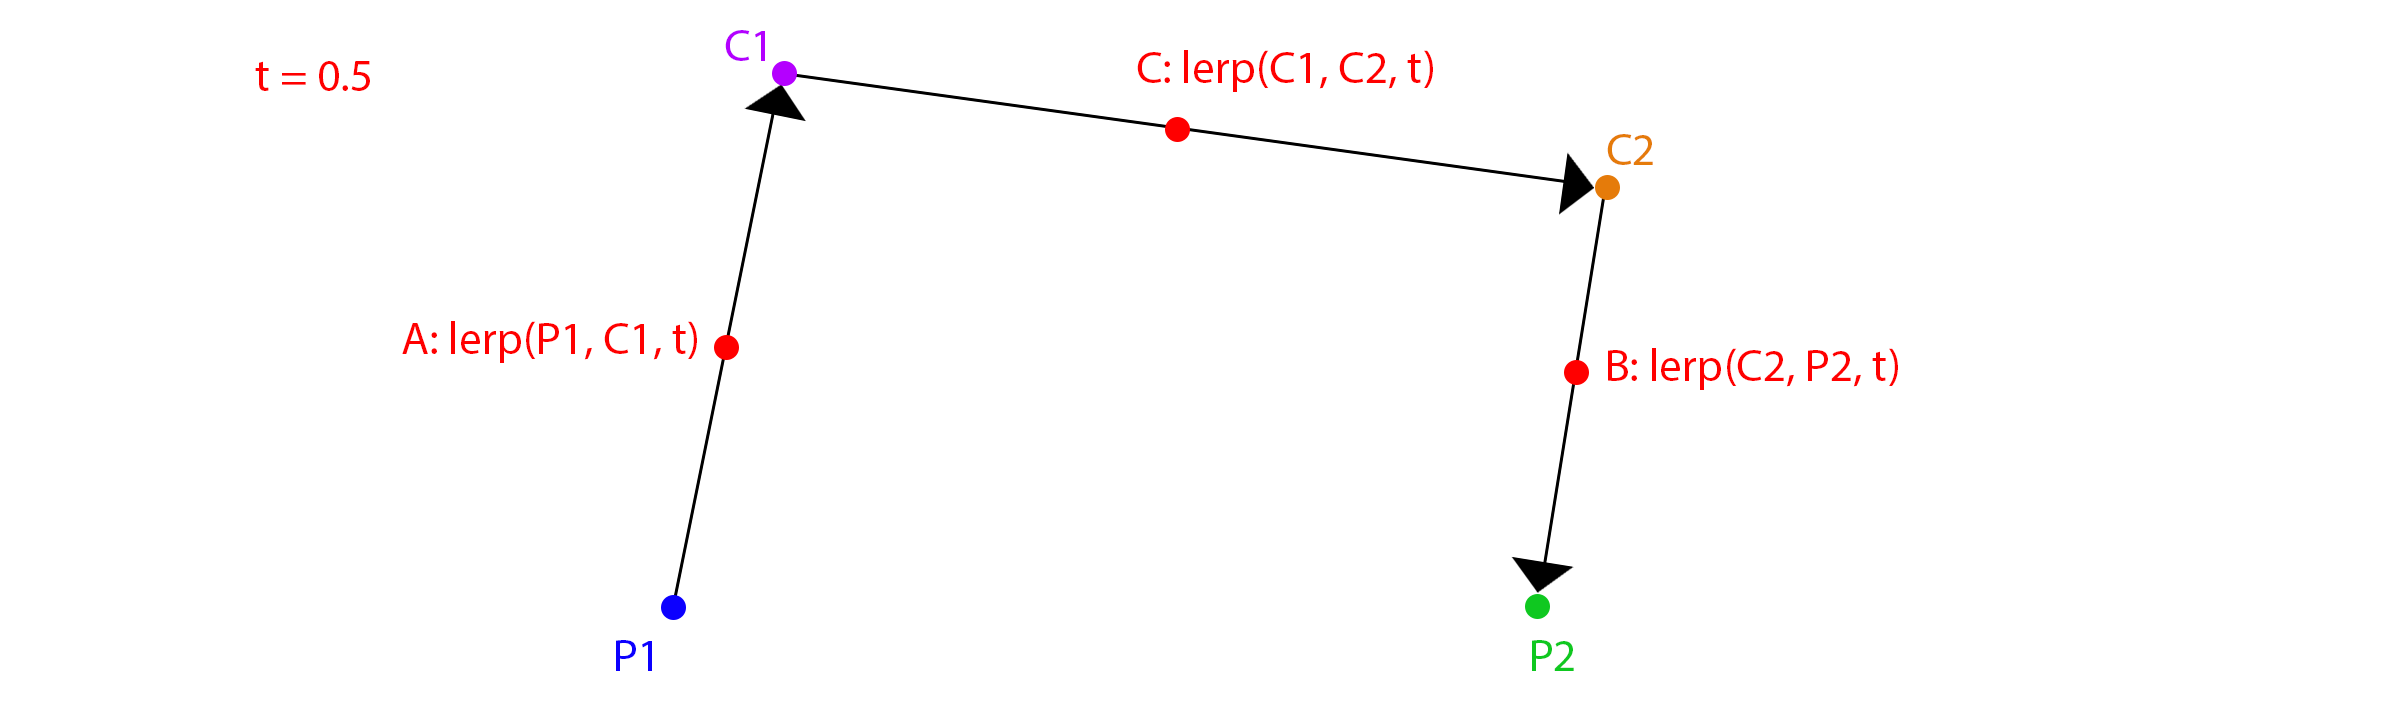 t = 0.5
C1
C: lerp(C1, C2, t)
C2
A: lerp(P1, C1, t)
B: lerp(C2, P2, t)
P1
P2